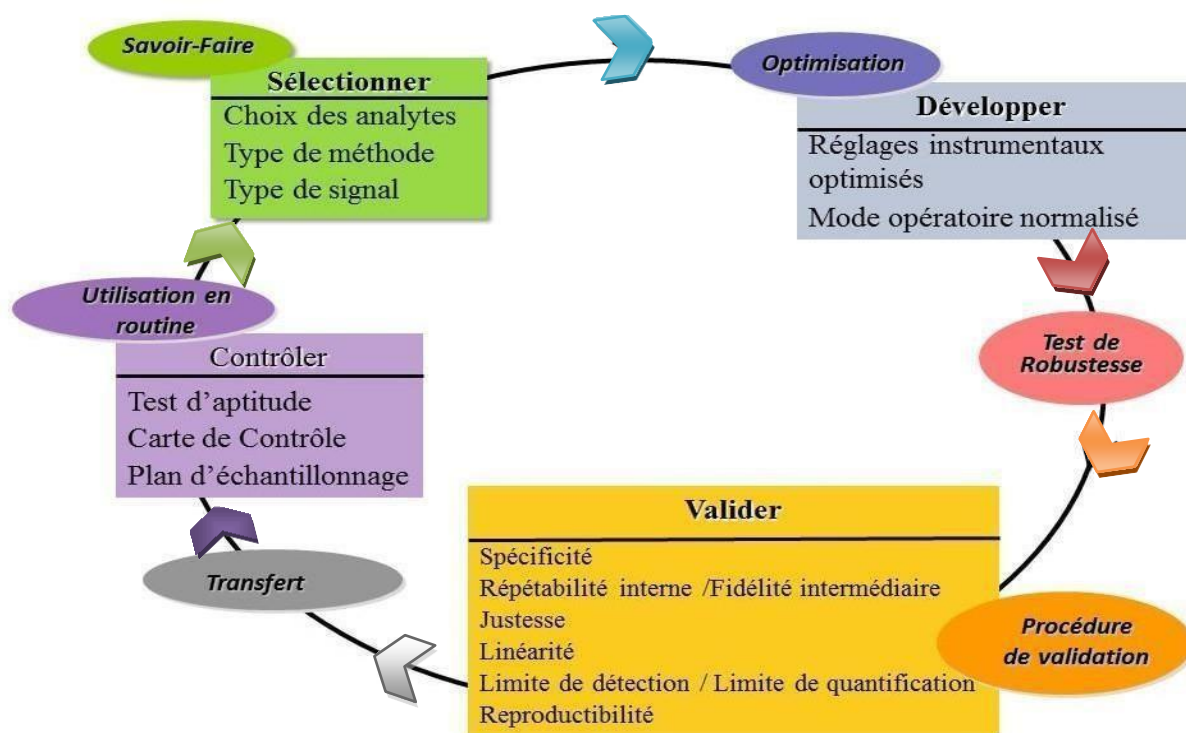 Savoir-Faire
Sélectionner
Choix des analytes
Type de méthode
Type de signal
Optimisation
Développer
Réglages instrumentaux
optimisés
Mode opératoire normalisé
Test de
Robustesse
Procédure
de validation
Valider
Spécificité
Répétabilité interne /Fidélité intermédiaire
Justesse
Linéarité
Limite de détection / Limite de quantification
Reproductibilité
Transfert
Contrôler
Test d’aptitude
Carte de Contrôle
Plan d’échantillonnage
Utilisation en
routine